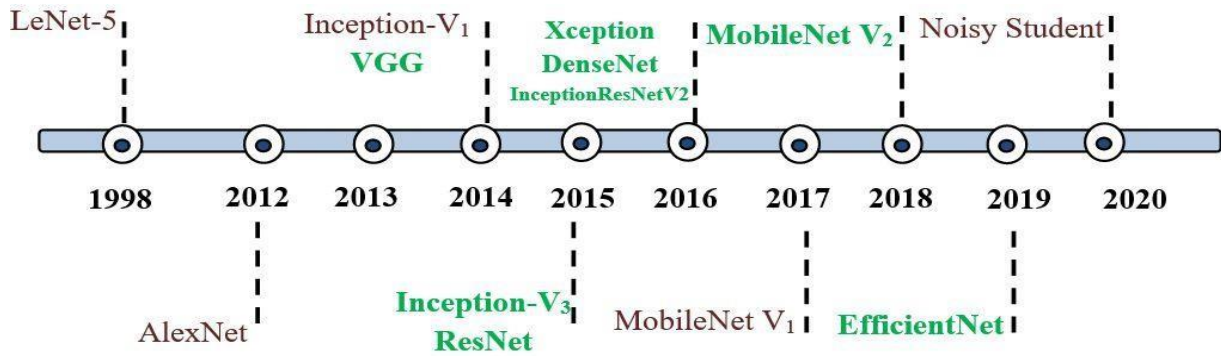 LeNet-5
Inception-V₁
VGG
Xception
DenseNet
InceptionResNetV2
MobileNet V₂
Noisy Student
1998 2012 2013 2014 2015 2016 2017 2018 2019 2020
AlexNet
Inception-V₃
ResNet
MobileNet V₁
EfficientNet